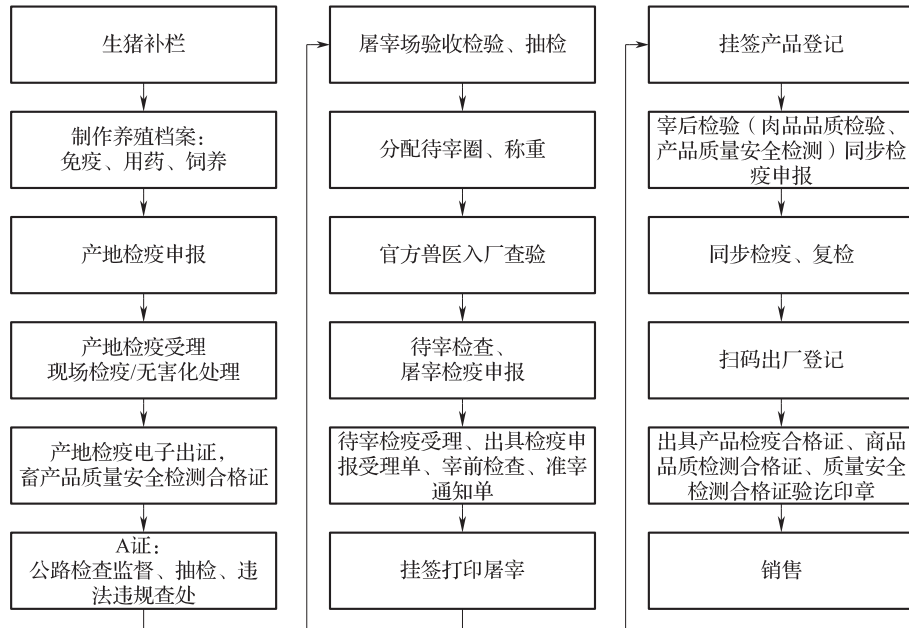 生猪补栏
制作养殖档案：
免疫、用药、饲养
产地检疫申报
产地检疫受理
现场检疫/无害化处理
产地检疫电子出证，
畜产品质量安全检测合格证
A证：
公路检查监督、抽检、违
法违规查处
屠宰场验收检验、抽检
分配待宰圈、称重
官方兽医入厂查验
待宰检查、
屠宰检疫申报
待宰检疫受理、出具检疫申
报受理单、宰前检查、准宰
通知单
挂签打印屠宰
挂签产品登记
宰后检验（肉品品质检验、
产品质量安全检测）同步检
疫申报
同步检疫、复检
扫码出厂登记
出具产品检疫合格证、商品
品质检测合格证、质量安全
检测合格证验讫印章
销售